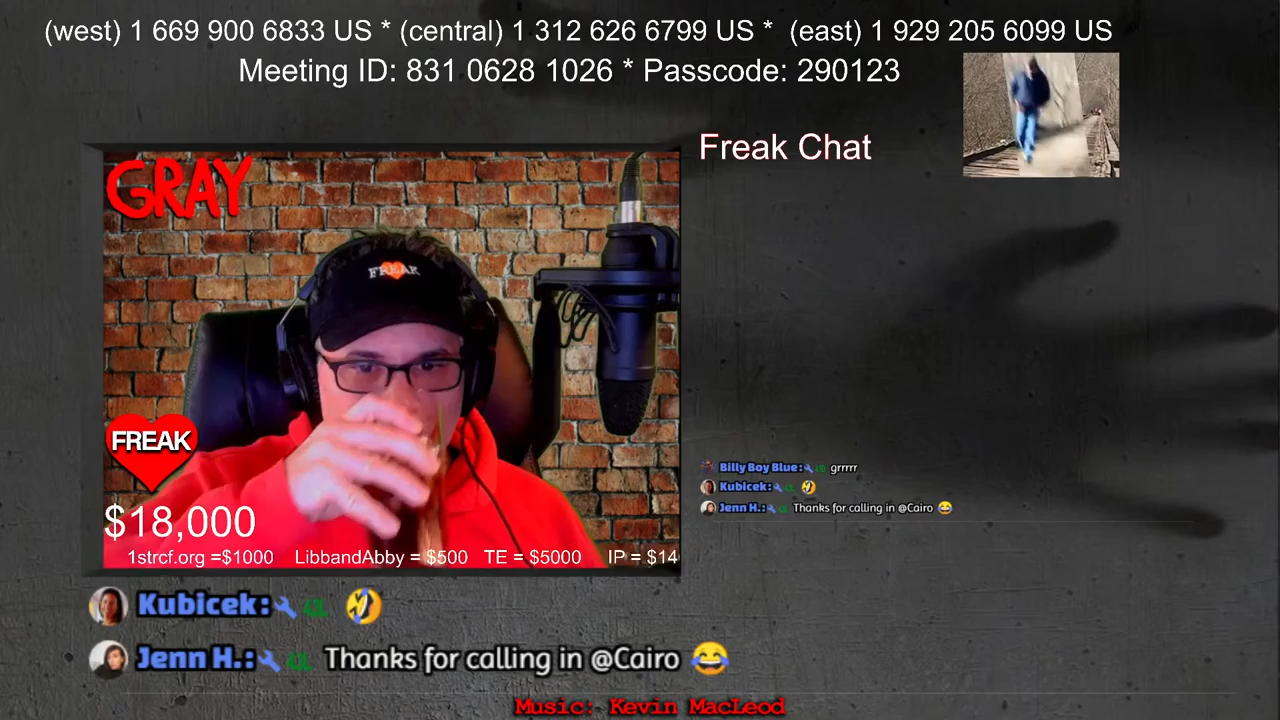 (west) 1 669 900 6833 US * (central) 1 312 626 6799 US * (east) 1 929 205 6099 US
Meeting ID: 831 0628 1026 * Passcode: 290123
Freak Chat
GRAY
FREAK
FREAK
$18,000
1strcf.org =$1000 LibbandAbby = $500 TE = $5000 IP = $14
Billy Boy Blue: grrrrr
Kubicek:
Jenn H.: Thanks for calling in @Cairo
Kubicek:
Jenn H.: Thanks for calling in @Cairo
Music: Kevin MacLeod